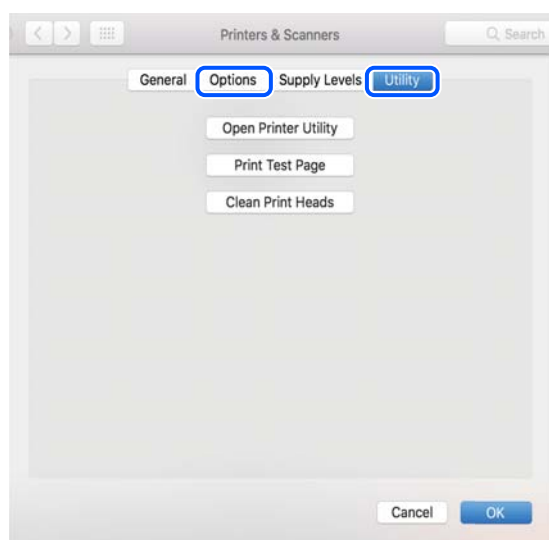 Printers & Scanners
Search
General Options Supply Levels Utility
Open Printer Utility
Print Test Page
Clean Print Heads
Cancel OK